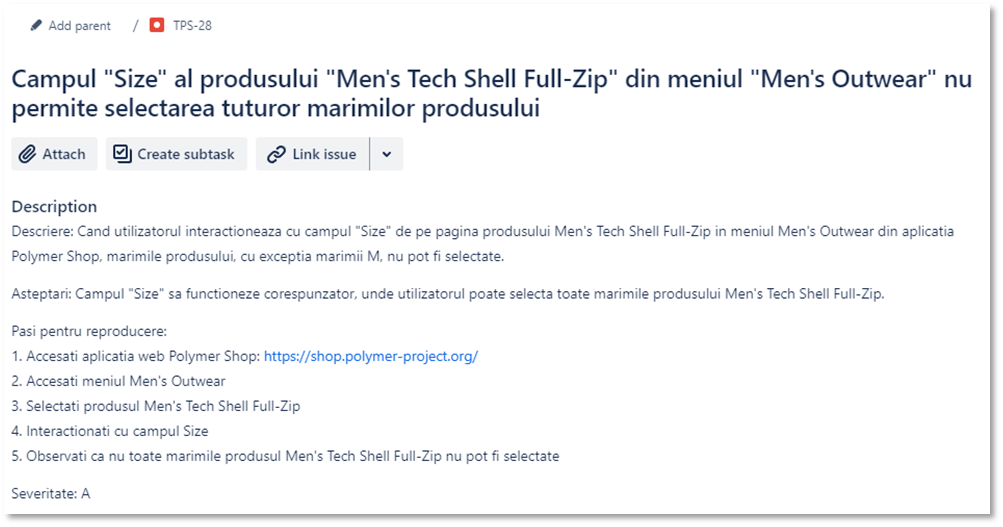 Add parent / TPS-28
Campul "Size" al produsului "Men's Tech Shell Full-Zip" din meniul "Men's Outwear" nu
permite selectarea tuturor marimilor produsului
Attach Create subtask Link issue
Description
Descriere: Cand utilizatorul interactioneaza cu campul "Size" de pe pagina produsului Men's Tech Shell Full-Zip in meniul Men's Outwear din aplicatia
Polymer Shop, marimile produsului, cu exceptia marimii M, nu pot fi selectate.
Asteptari: Campul "Size" sa functioneze corespunzator, unde utilizatorul poate selecta toate marimile produsului Men's Tech Shell Full-Zip.
Pasi pentru reproducere:
1. Accesati aplicatia web Polymer Shop: https://shop.polymer-project.org/
2. Accesati meniul Men's Outwear
3. Selectati produsul Men's Tech Shell Full-Zip
4. Interactionati cu campul Size
5. Observati ca nu toate marimile produsul Men's Tech Shell Full-Zip nu pot fi selectate
Severitate: A